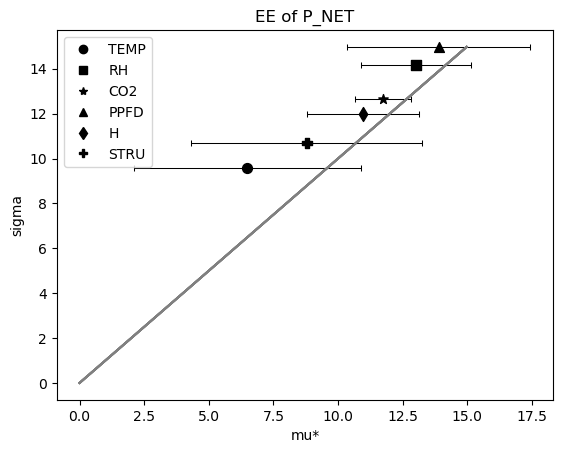 EE of P_NET
TEMP
RH
CO2
PPFD
H
STRU
sigma
14
12
10
8
6
4
2
0
0.0 2.5 5.0 7.5 10.0 12.5 15.0 17.5
mu*